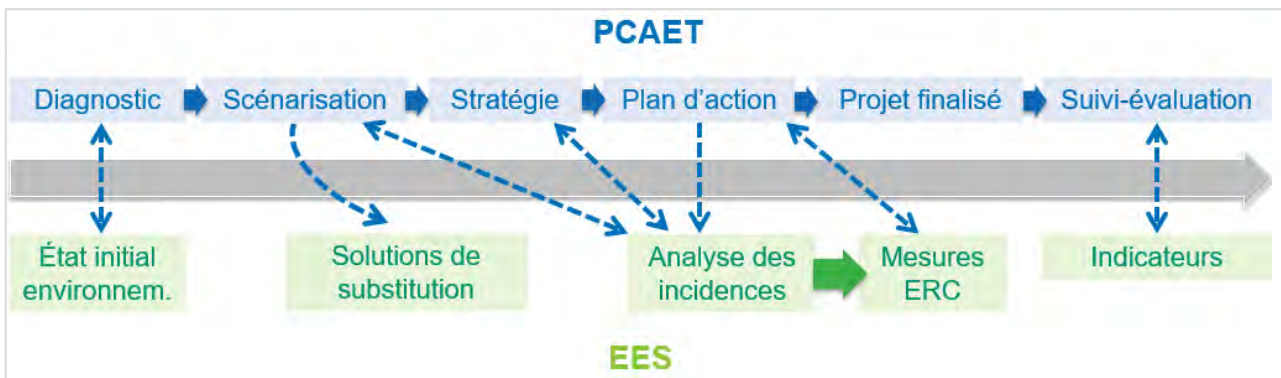 PCAET
Diagnostic
Scénarisation
Stratégie
Plan d'action
Projet finalisé
Suivi-évaluation
État initial
environnem.
Solutions de
substitution
Analyse des
incidences
Mesures
ERC
Indicateurs
EES